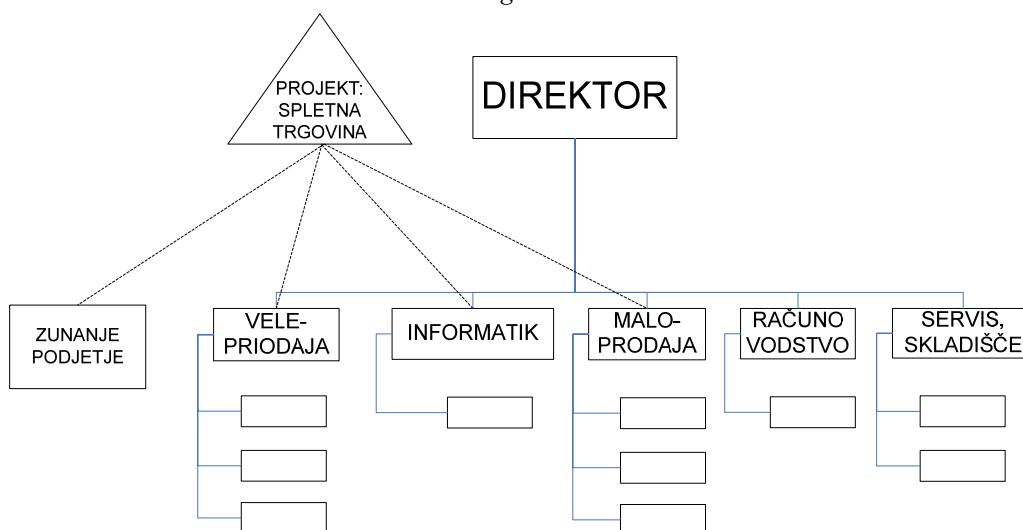 g
PROJEKT:
SPLETNA
TRGOVINA
DIREKTOR
ZUNANJE
PODJETJE
VELE-
PRIODAJA
INFORMATIK
MALO-
PRODAJA
RAČUNO
VODSTVO
SERVIS,
SKLADIŠČE